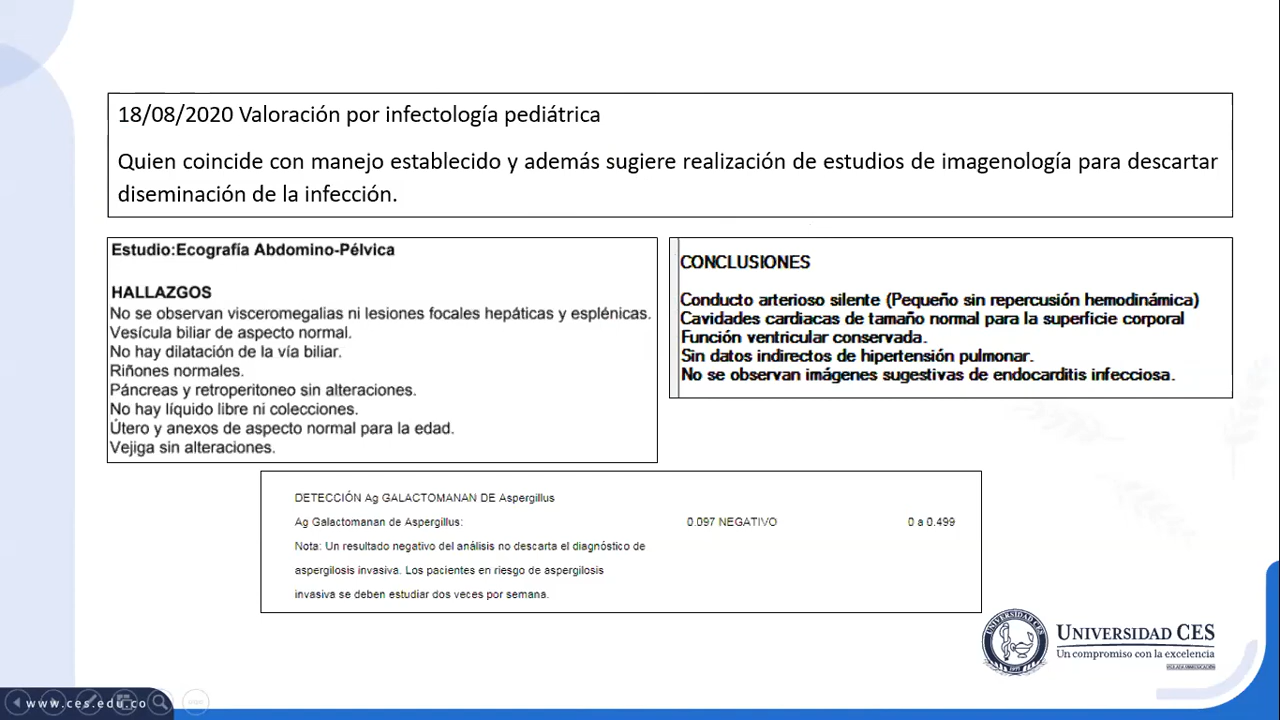 18/08/2020 Valoración por infectología pediátrica
Quien coincide con manejo establecido y además sugiere realización de estudios de imagenología para descartar
diseminación de la infección.
Estudio:Ecografía Abdomino-Pélvica
HALLAZGOS
No se observan visceromegalias ni lesiones focales hepáticas y esplénicas.
Vesícula biliar de aspecto normal.
No hay dilatación de la vía biliar.
Riñones normales.
Páncreas y retroperitoneo sin alteraciones.
No hay líquido libre ni colecciones.
Útero y anexos de aspecto normal para la edad.
Vejiga sin alteraciones.
CONCLUSIONES
Conducto arterioso silente (Pequeño sin repercusión hemodinámica)
Cavidades cardiacas de tamaño normal para la superficie corporal
Función ventricular conservada.
Sin datos indirectos de hipertensión pulmonar.
No se observan imágenes sugestivas de endocarditis infecciosa.
DETECCIÓN Ag GALACTOMANAN DE Aspergillus
Ag Galactomanan de Aspergillus: 0.097 NEGATIVO 0 a 0.499
Nota: Un resultado negativo del análisis no descarta el diagnóstico de
aspergilosis invasiva. Los pacientes en riesgo de aspergilosis
invasiva se deben estudiar dos veces por semana.
UNIVERSIDAD CES
Un compromiso con la excelencia
www.ces.edu.co